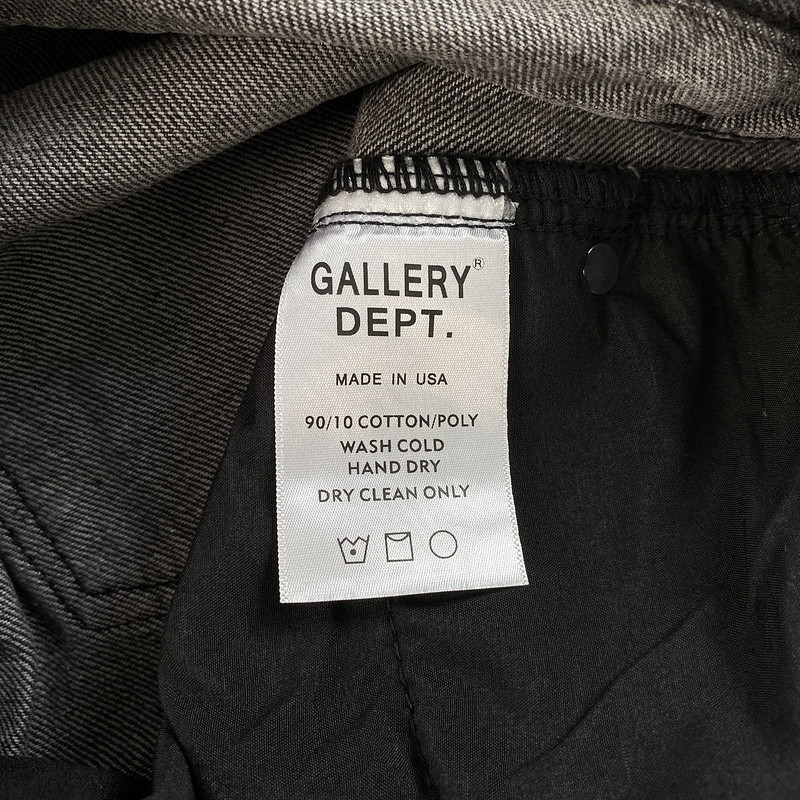 GALLERY®
DEPT.
MADE IN USA
90/10 COTTON/POLY
WASH COLD
HAND DRY
DRY CLEAN ONLY